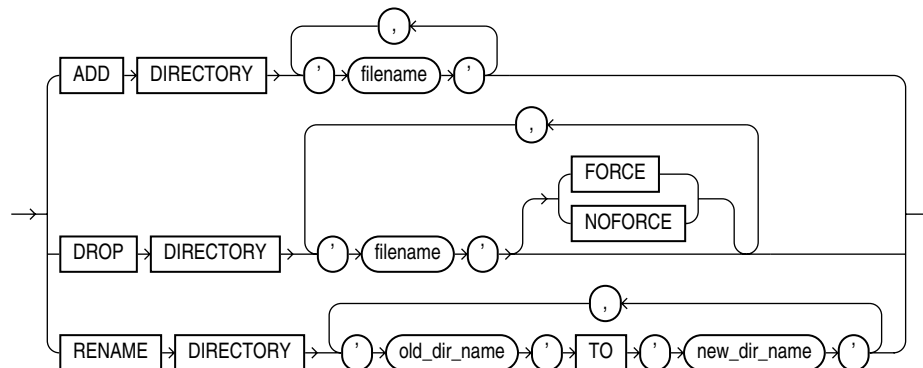 ,
ADD DIRECTORY ' filename '
,
FORCE
NOFORCE
DROP DIRECTORY ' filename '
,
RENAME DIRECTORY ' old_dir_name ' TO ' new_dir_name '